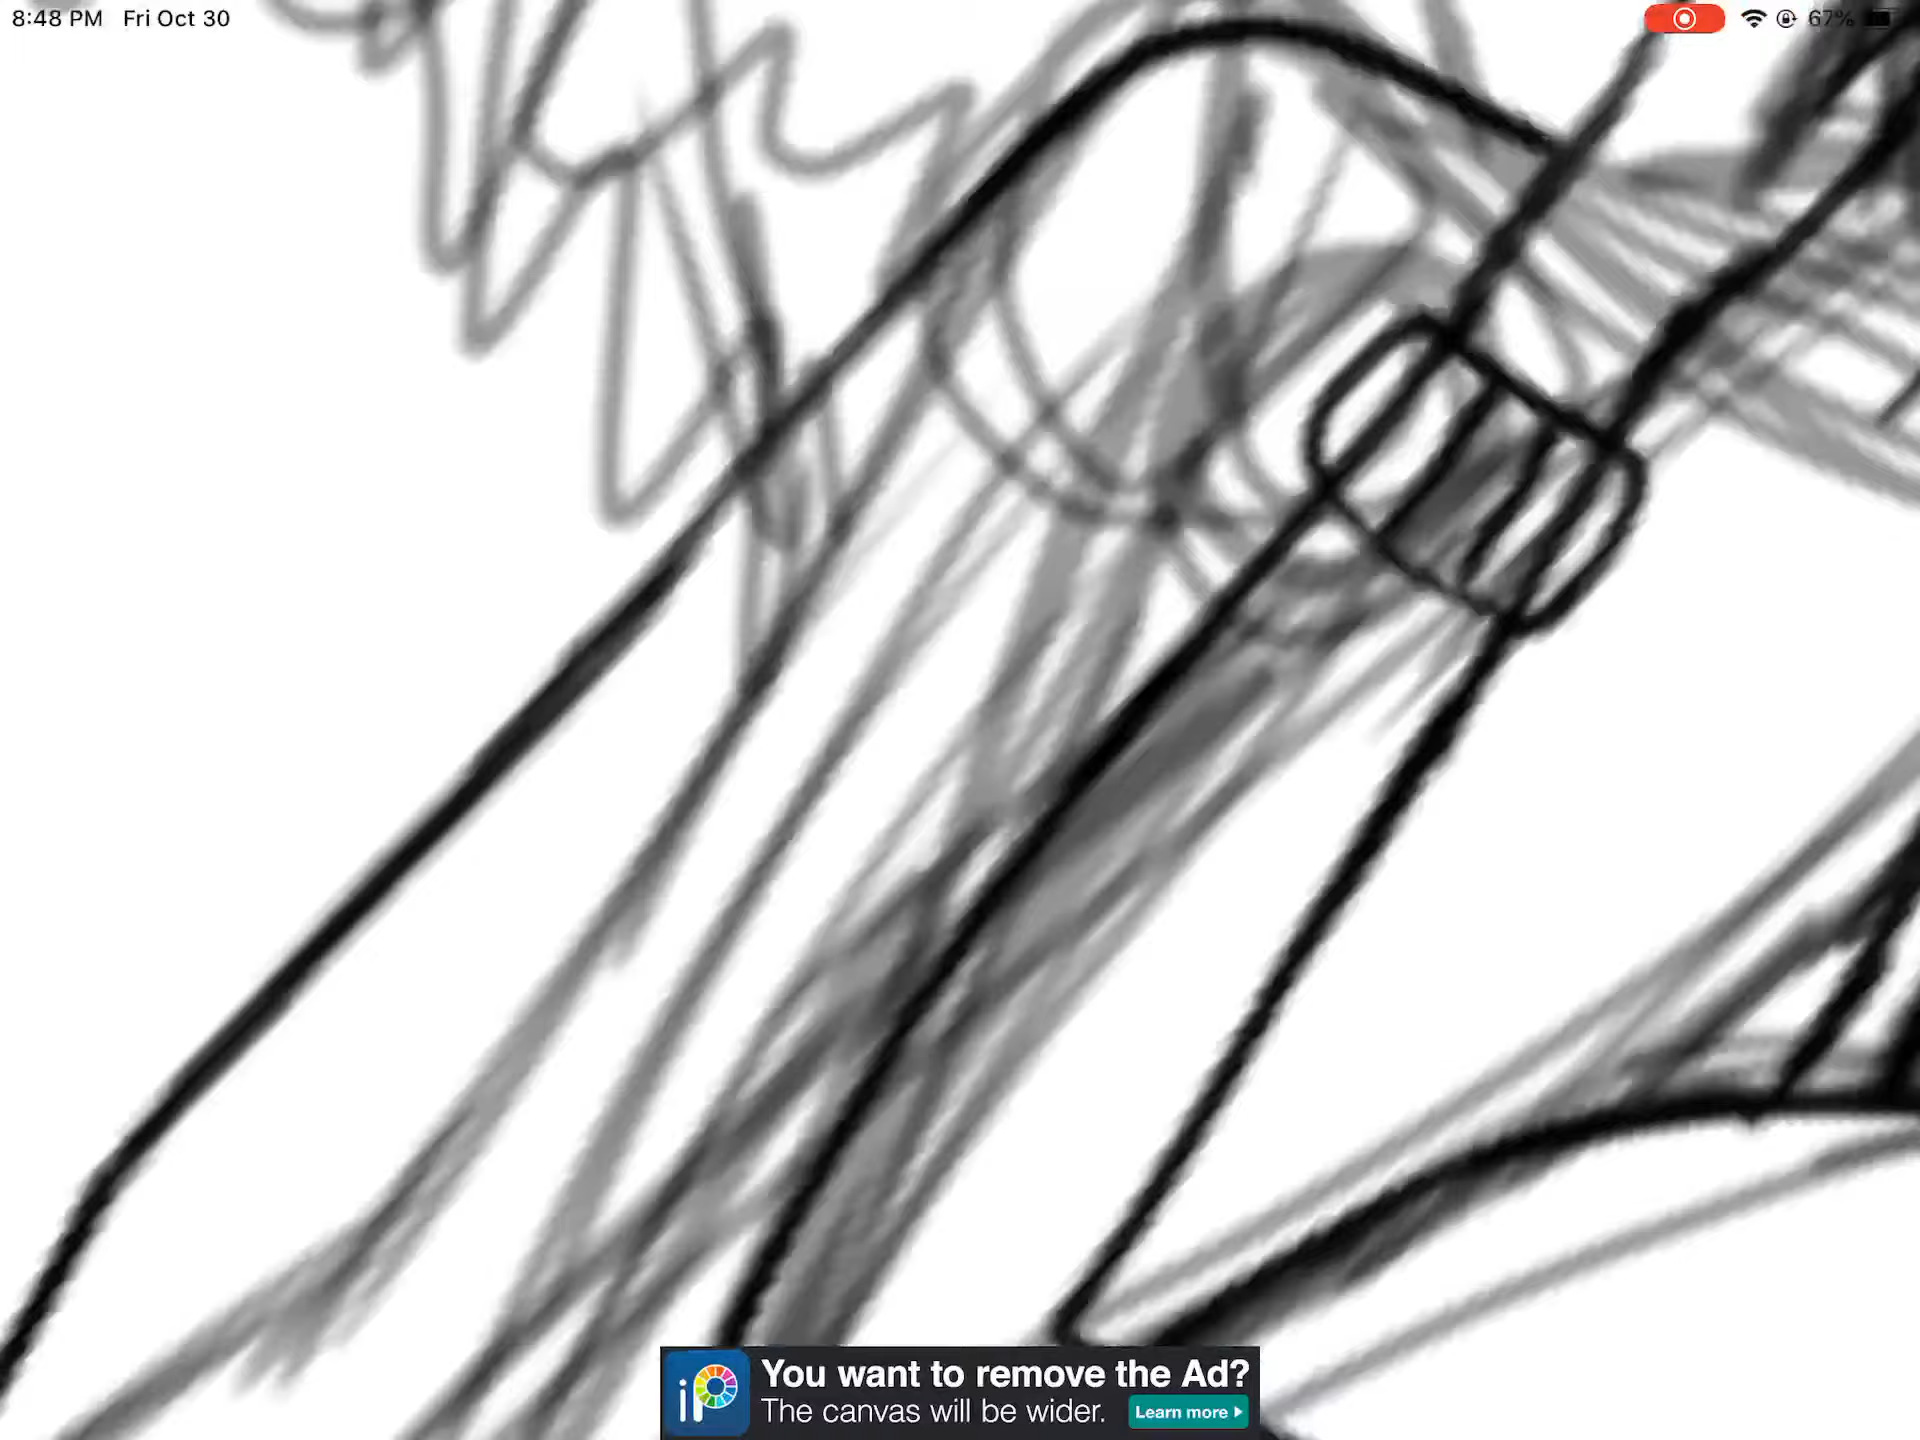 8:48 PM Fri Oct 30
67%
iP
You want to remove the Ad?
The canvas will be wider.
Learn more